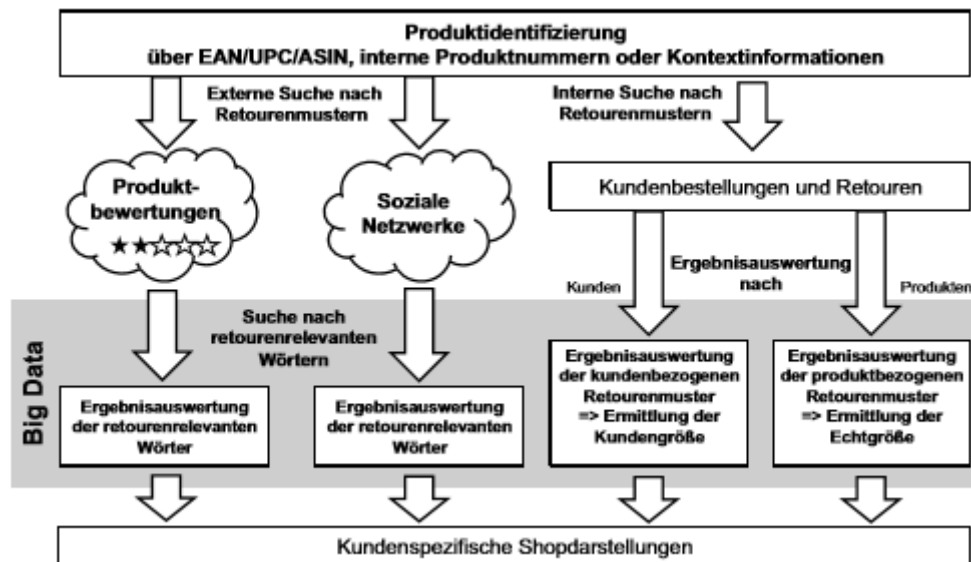 Produktidentifizierung
über EAN/UPC/ASIN, interne Produktnummern oder Kontextinformationen
Externe Suche nach
Retourenmustern
Interne Suche nach
Retourenmustern
Produkt-
bewertungen
★★☆☆☆
Soziale
Netzwerke
Kundenbestellungen und Retouren
Kunden
Ergebnisauswertung
nach
Produkten
Big Data
Suche nach
retourenrelevanten
Wörtern
Ergebnisauswertung
der retourenrelevanten
Wörter
Ergebnisauswertung
der retourenrelevanten
Wörter
Ergebnisauswertung
der kundenbezogenen
Retourenmuster
=> Ermittlung der
Kundengröße
Ergebnisauswertung
der produktbezogenen
Retourenmuster
=> Ermittlung der
Echtgröße
Kundenspezifische Shopdarstellungen